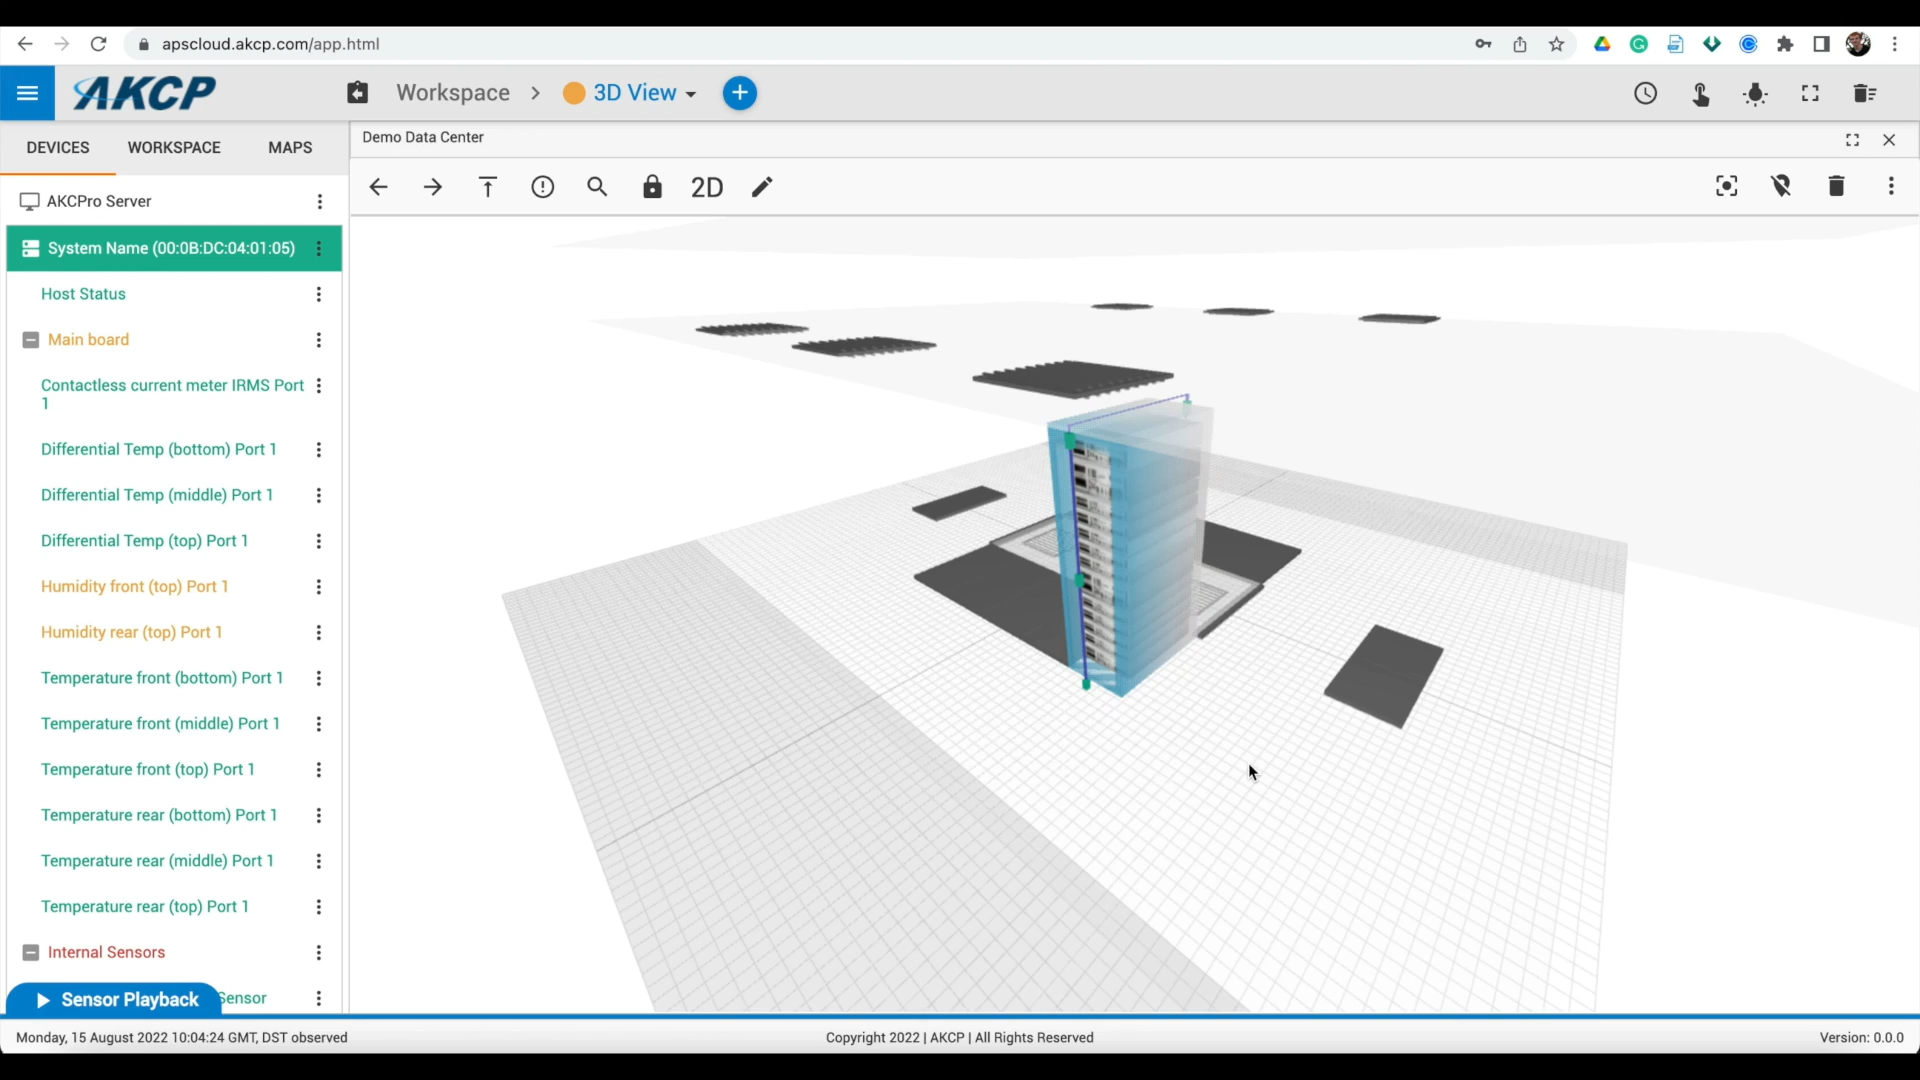 apscloud.akcp.com/app.html
AKCP
Workspace
3D View
DEVICES
WORKSPACE
MAPS
Demo Data Center
2D
AKCPro Server
System Name (00:0B:DC:04:01:05)
Host Status
Main board
Contactless current meter IRMS Port
1
Differential Temp (bottom) Port 1
Differential Temp (middle) Port 1
Differential Temp (top) Port 1
Humidity front (top) Port 1
Humidity rear (top) Port 1
Temperature front (bottom) Port 1
Temperature front (middle) Port 1
Temperature front (top) Port 1
Temperature rear (bottom) Port 1
Temperature rear (middle) Port 1
Temperature rear (top) Port 1
Internal Sensors
Sensor Playback
Sensor
Monday, 15 August 2022 10:04:24 GMT, DST observed
Copyright 2022 | AKCP | All Rights Reserved
Version: 0.0.0